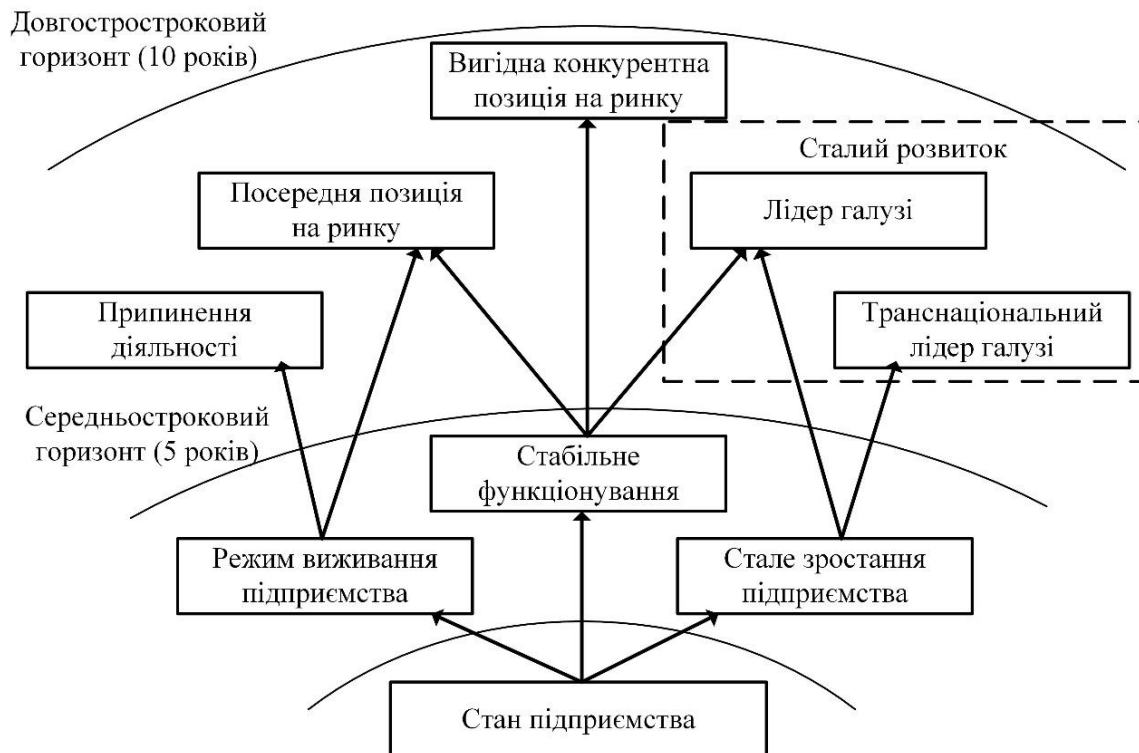 Довгостростроковий
горизонт (10 років)
Вигідна конкурентна
позиція на ринку
Сталий розвиток
Посередня позиція
на ринку
Лідер галузі
Припинення
діяльності
Транснаціональний
лідер галузі
Середньостроковий
горизонт (5 років)
Стабільне
функціонування
Режим виживання
підприємства
Стале зростання
підприємства
Стан підприємства